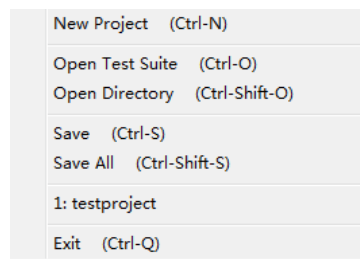 New Project (Ctrl-N)
Open Test Suite (Ctrl-O)
Open Directory (Ctrl-Shift-O)
Save (Ctrl-S)
Save All (Ctrl-Shift-S)
1: testproject
Exit (Ctrl-Q)